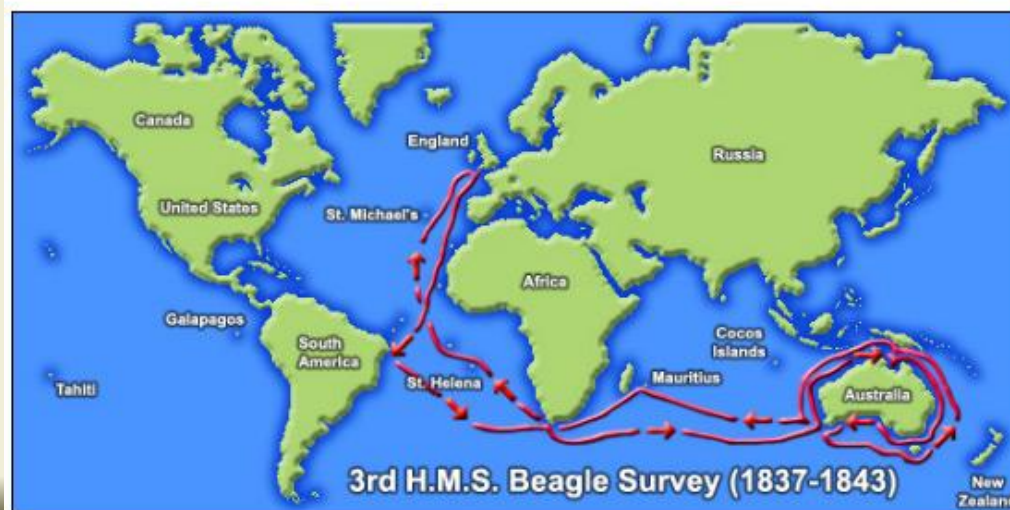 Canada
England
Russia
United States
St. Michael's
Africa
Galapagos
Cocos
Islands
South
America
St. Helena
Mauritius
Tahiti
Australia
3rd H.M.S. Beagle Survey (1837-1843)
New
Zealand